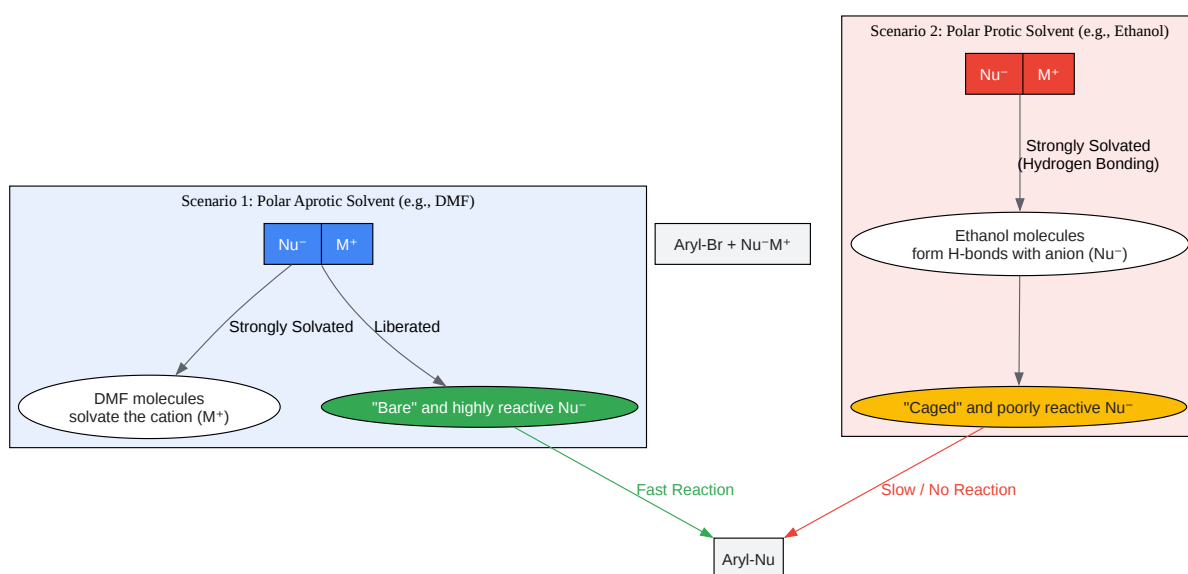 Scenario 1: Polar Aprotic Solvent (e.g., DMF)
Nu⁻ M⁺
Strongly Solvated
Liberated
DMF molecules
solvate the cation (M⁺)
"Bare" and highly reactive Nu⁻
Aryl-Br + Nu⁻M⁺
Scenario 2: Polar Protic Solvent (e.g., Ethanol)
Nu⁻ M⁺
Strongly Solvated
(Hydrogen Bonding)
Ethanol molecules
form H-bonds with anion (Nu⁻)
"Caged" and poorly reactive Nu⁻
Fast Reaction
Slow / No Reaction
Aryl-Nu